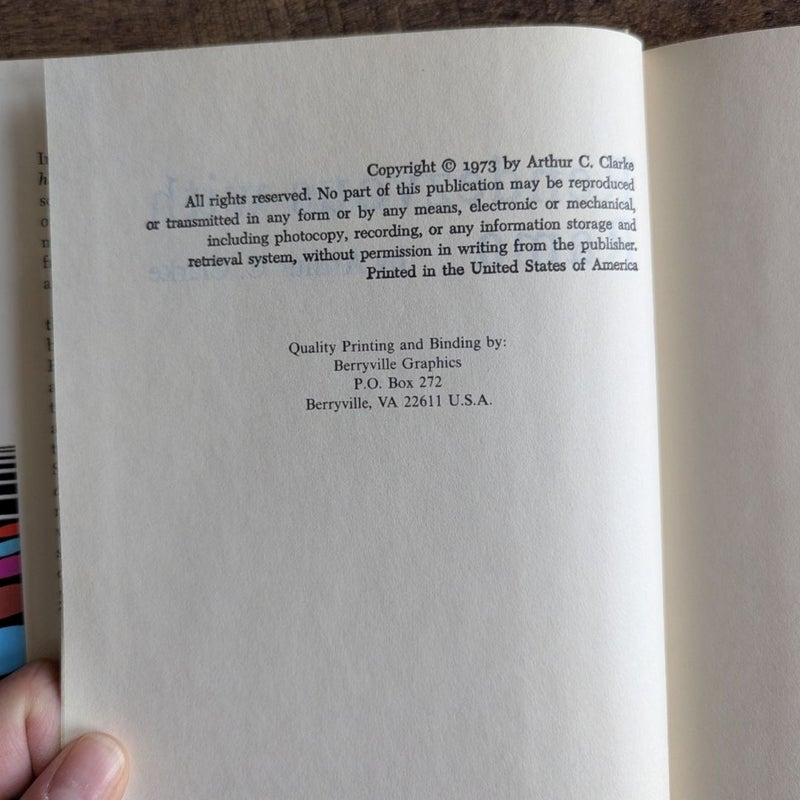 Copyright © 1973 by Arthur C. Clarke
All rights reserved. No part of this publication may be reproduced
or transmitted in any form or by any means, electronic or mechanical,
including photocopy, recording, or any information storage and
retrieval system, without permission in writing from the publisher.
Printed in the United States of America
Quality Printing and Binding by:
Berryville Graphics
P.O. Box 272
Berryville, VA 22611 U.S.A.